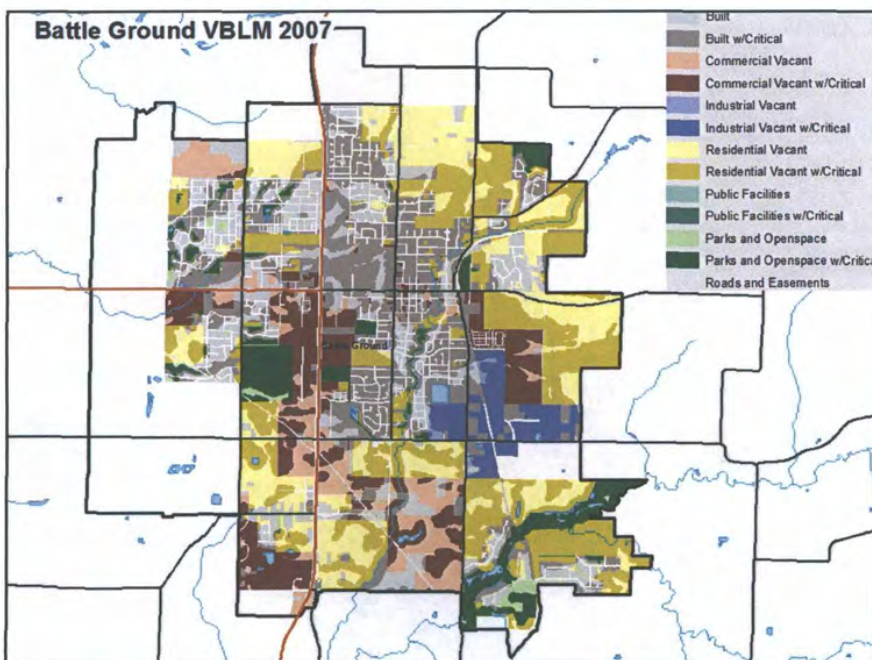 Battle Ground VBLM 2007
Built
Built w/Critical
Commercial Vacant
Commercial Vacant w/Critical
Industrial Vacant
Industrial Vacant w/Critical
Residential Vacant
Residential Vacant w/Critical
Public Facilities
Public Facilities w/Critical
Parks and Openspace
Parks and Openspace w/Critica
Roads and Easements
Ground